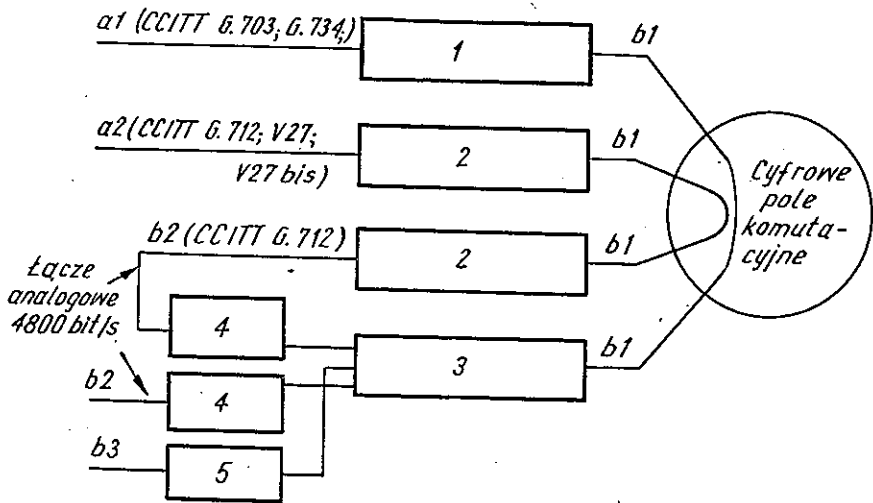 a1 (CCITT G.703; G.734;)
1
b1
a2 (CCITT G.712; V27;
V27 bis)
2
b1
Cyfrowe
pole
komuta-
cyjne
b2 (CCITT G.712)
2
b1
Łącze
analogowe
4800 bit/s
4
3
b1
b2
4
b3
5